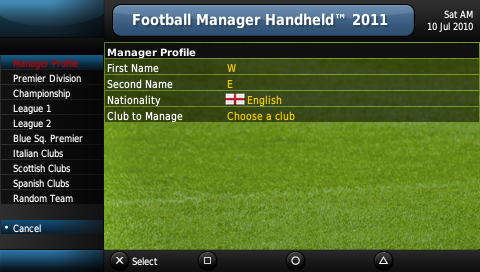 Football Manager Handheld™ 2011
Sat AM
10 Jul 2010
Manager Profile
Premier Division
Championship
League 1
League 2
Blue Sq. Premier
Italian Clubs
Scottish Clubs
Spanish Clubs
Random Team
• Cancel
Manager Profile
First Name W
Second Name E
Nationality English
Club to Manage Choose a club
Select